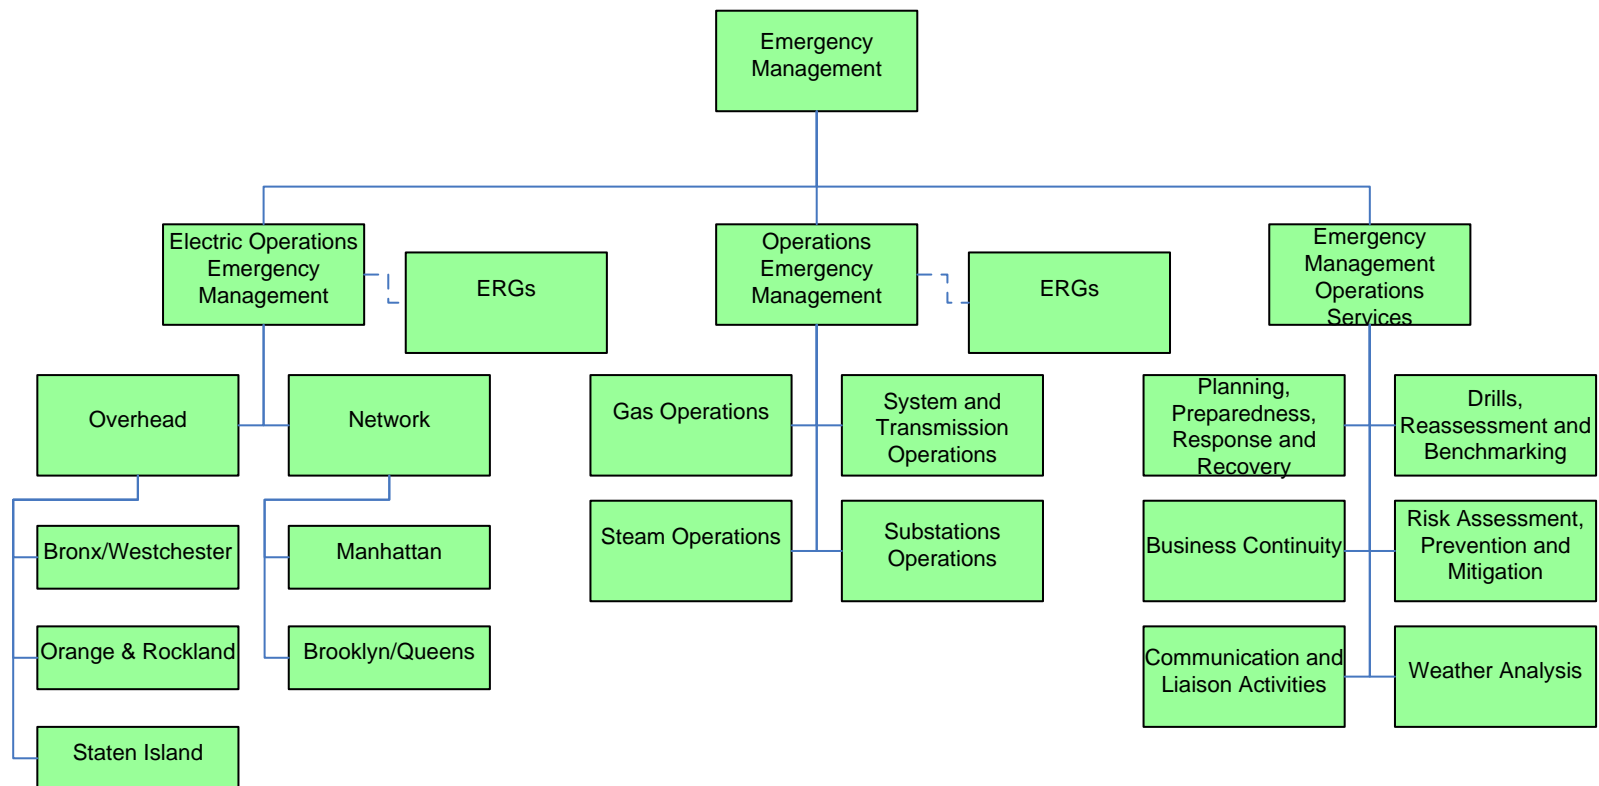 Emergency
Management
Electric Operations
Emergency
Management
ERGs
Operations
Emergency
Management
ERGs
Emergency
Management
Operations
Services
Overhead
Network
Gas Operations
System and
Transmission
Operations
Planning,
Preparedness,
Response and
Recovery
Drills,
Reassessment and
Benchmarking
Bronx/Westchester
Manhattan
Steam Operations
Substations
Operations
Business Continuity
Risk Assessment,
Prevention and
Mitigation
Orange & Rockland
Brooklyn/Queens
Communication and
Liaison Activities
Weather Analysis
Staten Island